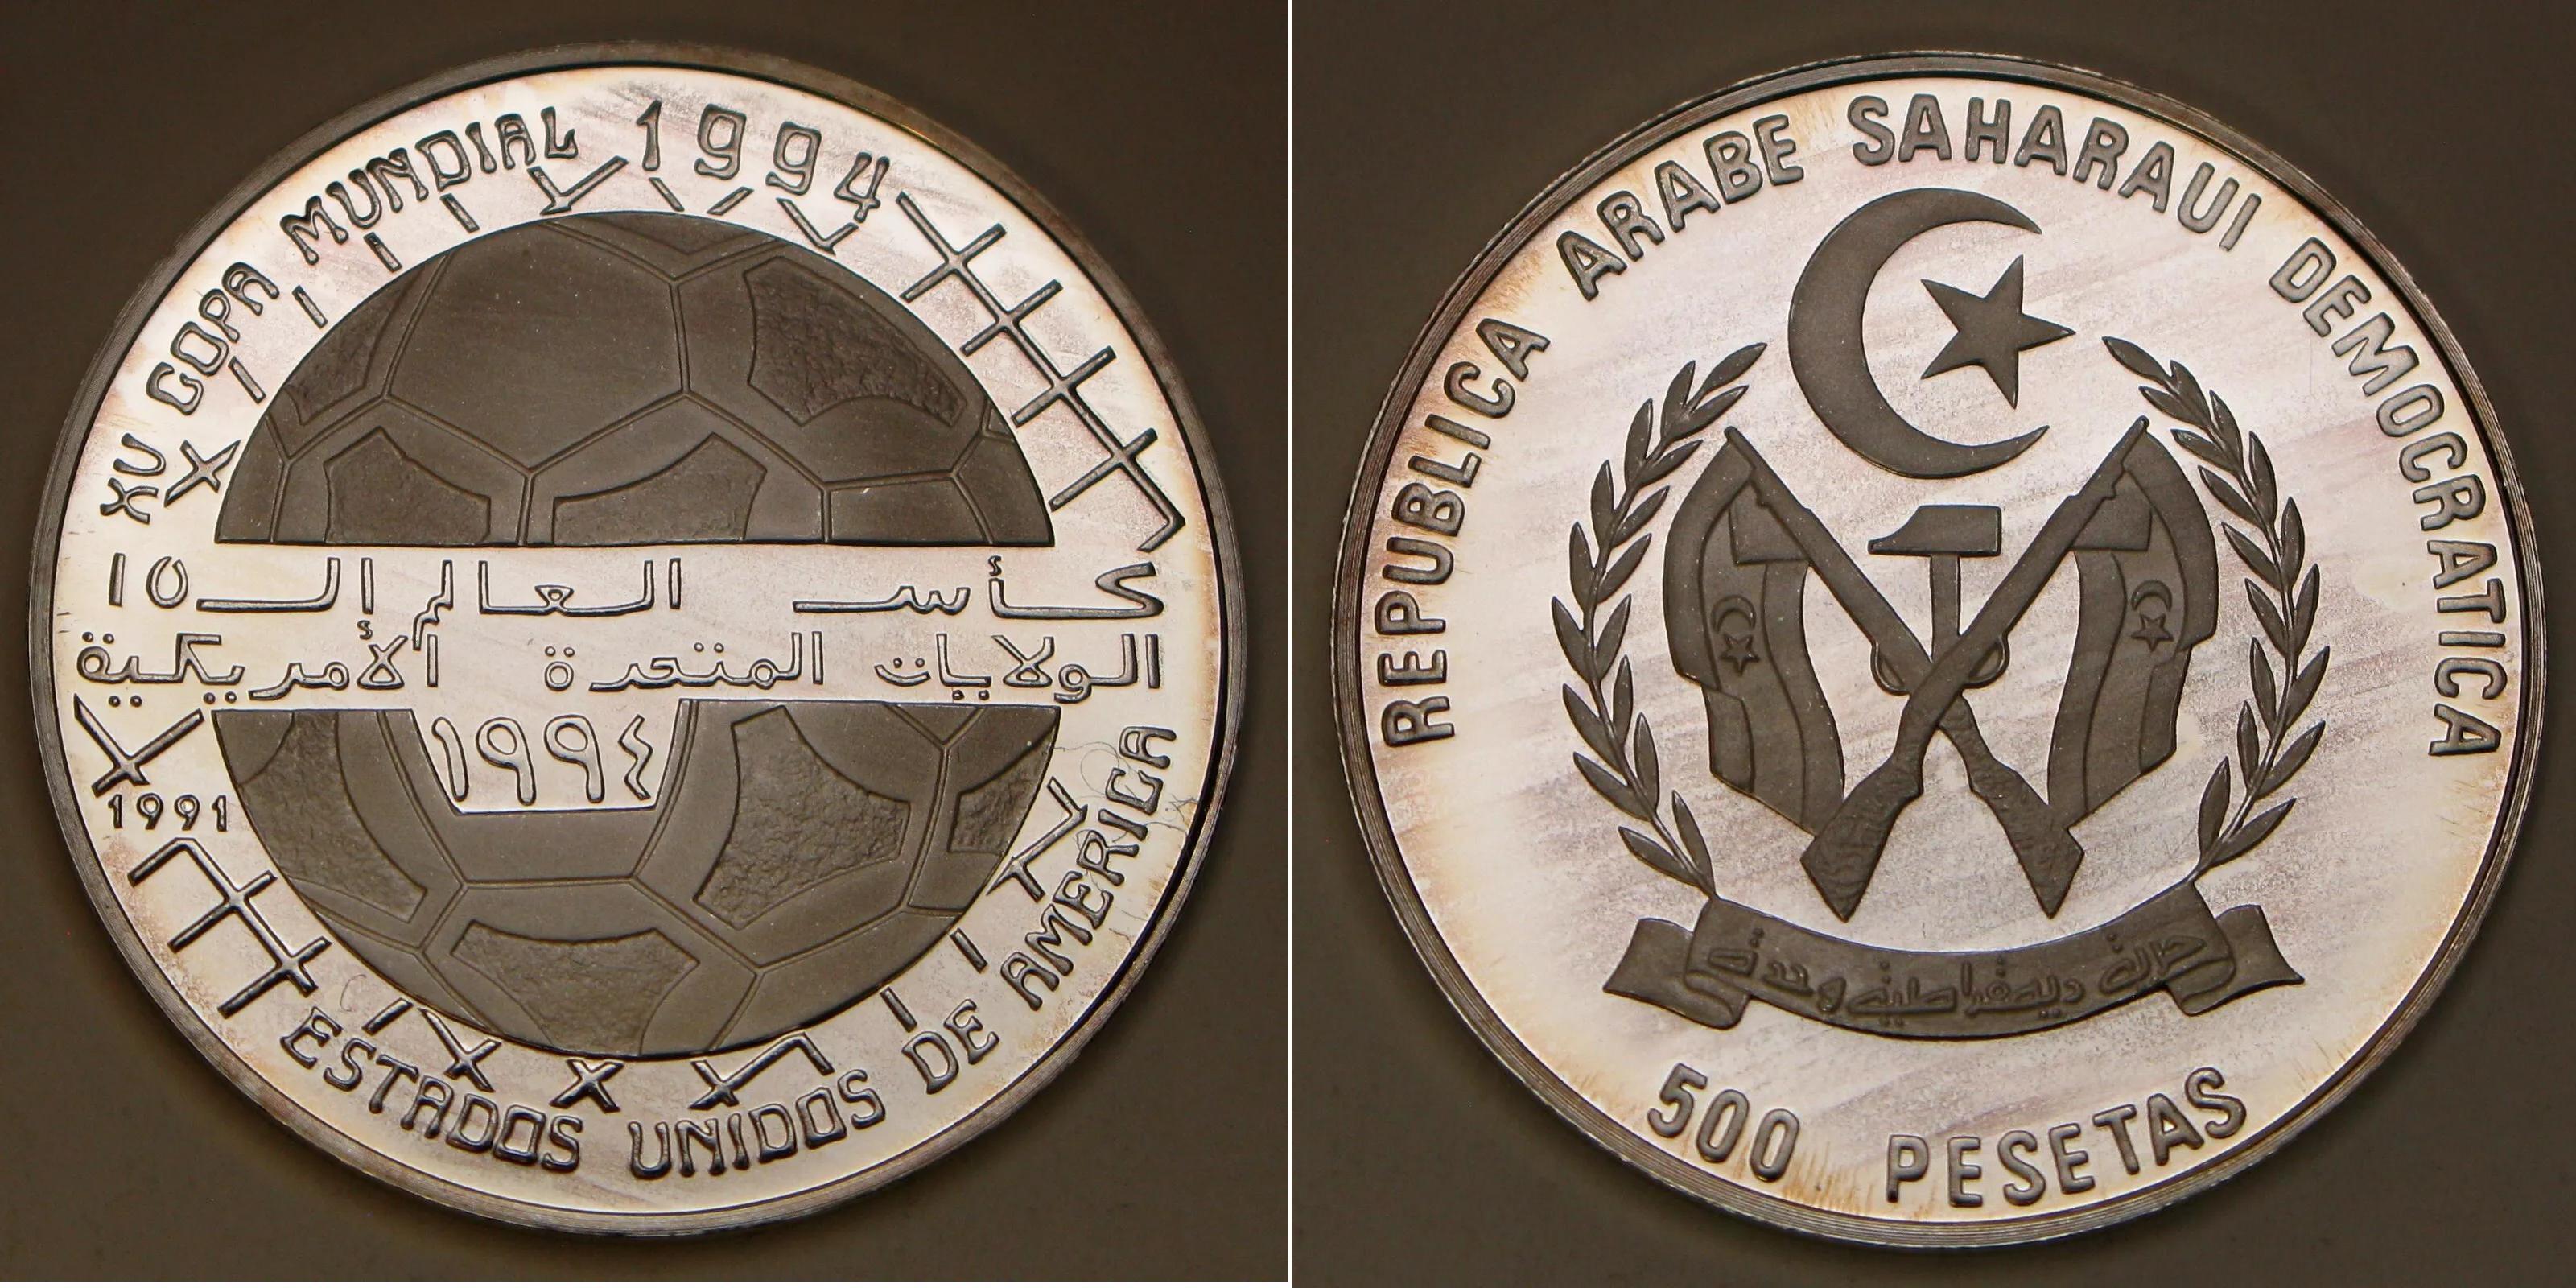 XV COPA MUNDIAL 1994
كأس العالم الـ ١٥
الولايات المتحدة الأمريكية
١٩٩٤
1991
ESTADOS UNIDOS DE AMERICA
REPUBLICA ARABE SAHARAUI DEMOCRATICA
حرية ديمقراطية وحدة
500 PESETAS